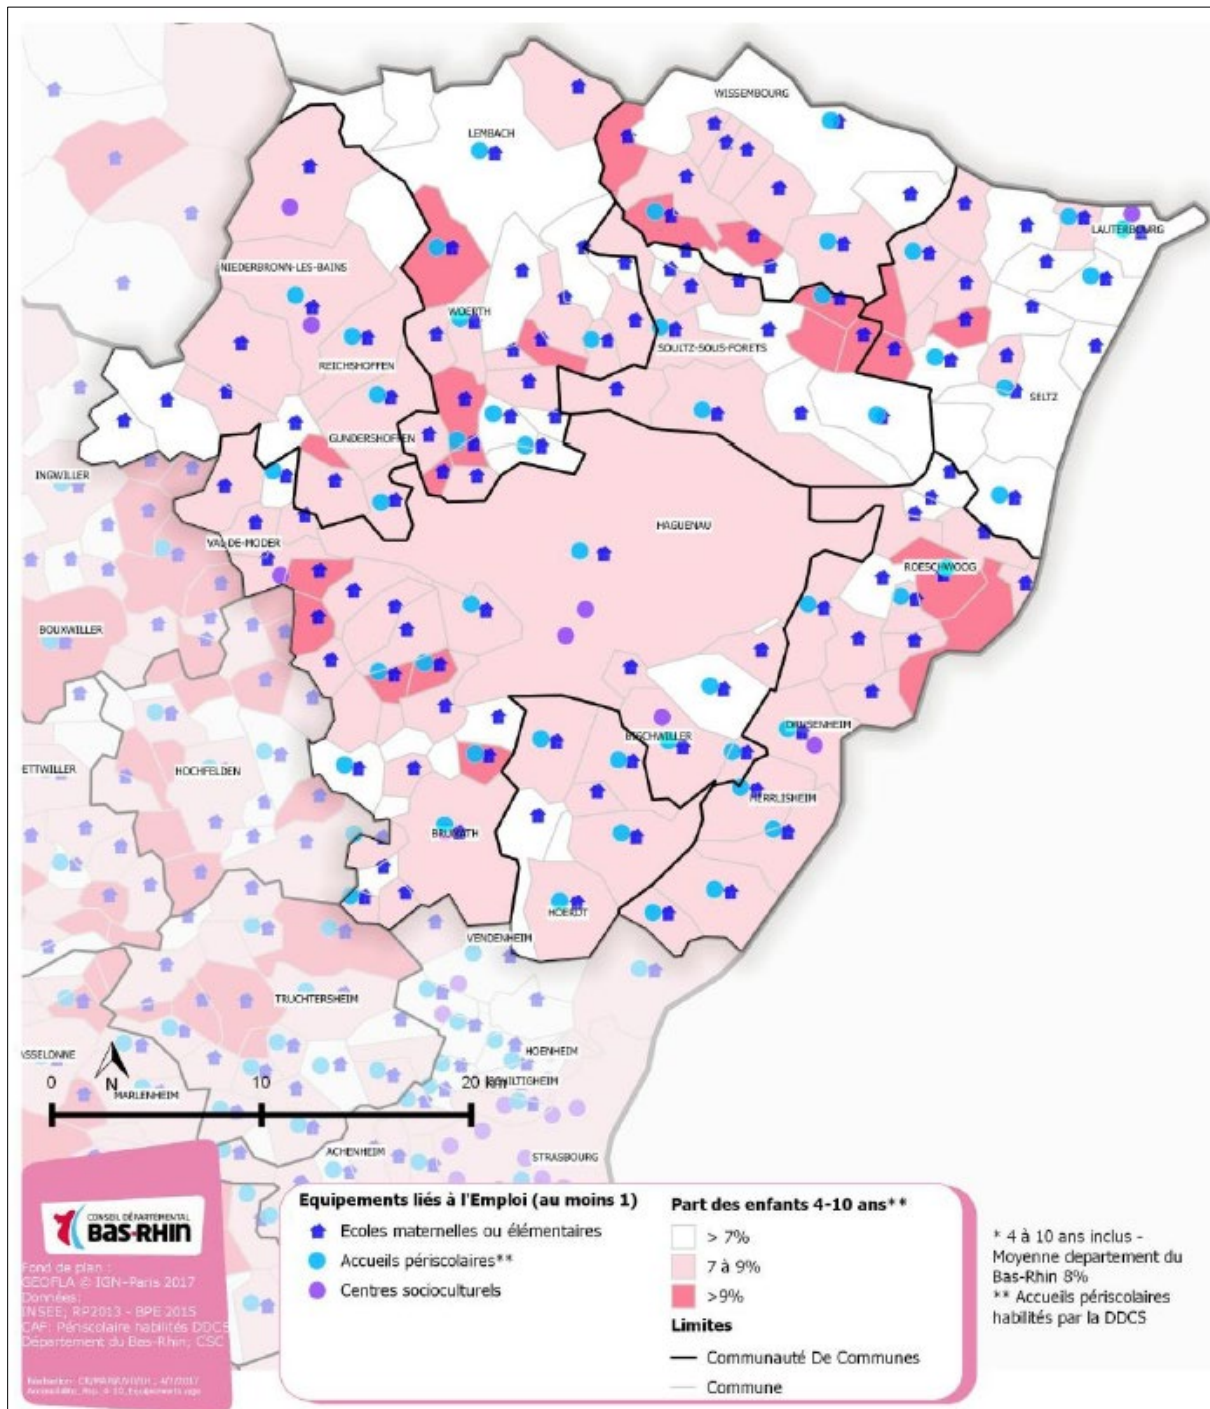 WISSEMBOURG
LEMBACH
LAUTERBOURG
NIEDERBRONN-LES-BAINS
WOERTH
SOULTZ-SOUS-FORETS
REICHSHOFFEN
SELTZ
GUNDERSHOFFEN
INGWILLER
HAGUENAU
VAL-DE-MODER
ROESCHWOOG
BOUXWILLER
DRUSENHEIM
BISCHWILLER
ETTWILLER
HOCHFELDEN
HERRLISHEIM
BRUMATH
HOERDT
VENDENHEIM
TRUCHTERSHEIM
HOENHEIM
ASSELONNE
0 N 10 20 km
MARLENHEIM
ACHENHEIM
STRASBOURG
CONSEIL DÉPARTEMENTAL
BAS-RHIN
Fond de plan :
GEOFLA © IGN-Paris 2017
Données:
INSEE; RP2013 - BPE 2015
CAF: Périscolaire habilités DDCS
Département du Bas-Rhin; CSC
Equipements liés à l'Emploi (au moins 1)
Ecoles maternelles ou élémentaires
Accueils périscolaires**
Centres socioculturels
Part des enfants 4-10 ans**
> 7%
7 à 9%
>9%
Limites
Communauté De Communes
Commune
* 4 à 10 ans inclus -
Moyenne departement du
Bas-Rhin 8%
** Accueils périscolaires
habilités par la DDCS